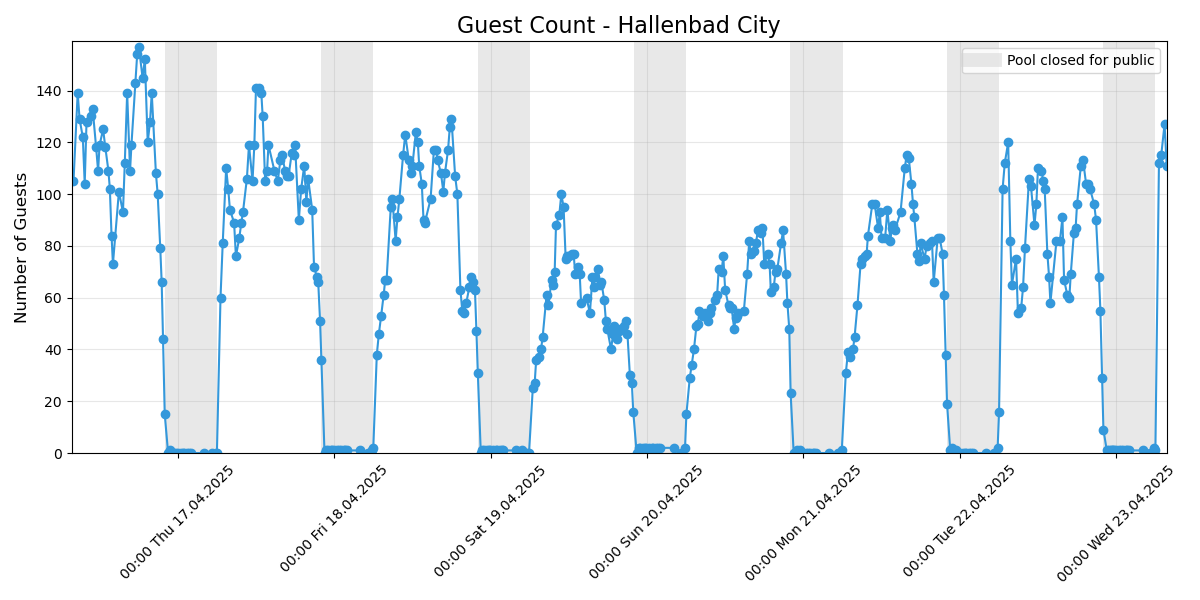 Guest Count - Hallenbad City
Pool closed for public
Number of Guests
140
120
100
80
60
40
20
0
00:00 Thu 17.04.2025
00:00 Fri 18.04.2025
00:00 Sat 19.04.2025
00:00 Sun 20.04.2025
00:00 Mon 21.04.2025
00:00 Tue 22.04.2025
00:00 Wed 23.04.2025